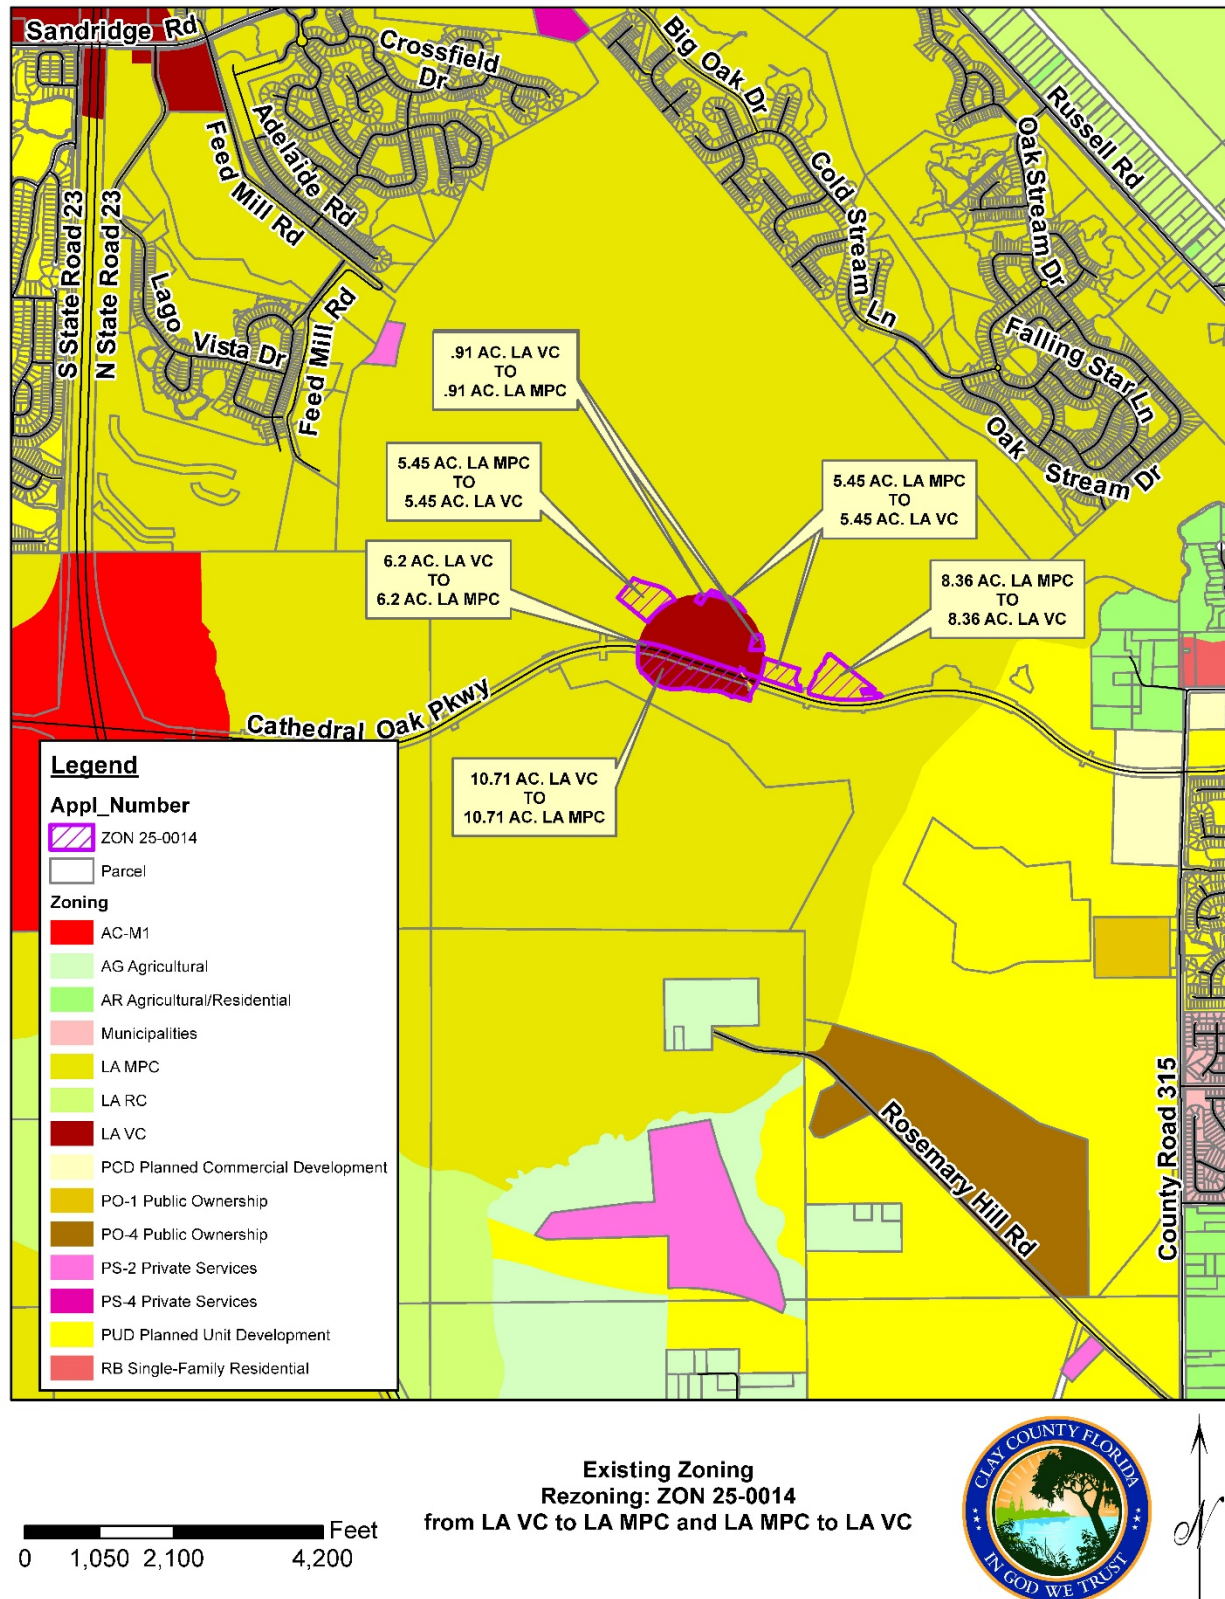 Sandridge Rd
Crossfield
Dr
Big Oak Dr
Russell Rd
Adelaide Rd
Feed Mill Rd
Cold Stream Ln
Oak Stream Dr
S State Road 23
N State Road 23
Lago Vista Dr
Feed Mill Rd
Falling Star Ln
Oak Stream Dr
.91 AC. LA VC
TO
.91 AC. LA MPC
5.45 AC. LA MPC
TO
5.45 AC. LA VC
5.45 AC. LA MPC
TO
5.45 AC. LA VC
6.2 AC. LA VC
TO
6.2 AC. LA MPC
8.36 AC. LA MPC
TO
8.36 AC. LA VC
Cathedral Oak Pkwy
10.71 AC. LA VC
TO
10.71 AC. LA MPC
Rosemary Hill Rd
County Road 315
Legend
Appl_Number
ZON 25-0014
Parcel
Zoning
AC-M1
AG Agricultural
AR Agricultural/Residential
Municipalities
LA MPC
LA RC
LA VC
PCD Planned Commercial Development
PO-1 Public Ownership
PO-4 Public Ownership
PS-2 Private Services
PS-4 Private Services
PUD Planned Unit Development
RB Single-Family Residential
Existing Zoning
Rezoning: ZON 25-0014
from LA VC to LA MPC and LA MPC to LA VC
Feet
0 1,050 2,100 4,200
CLAY COUNTY FLORIDA
IN GOD WE TRUST
N